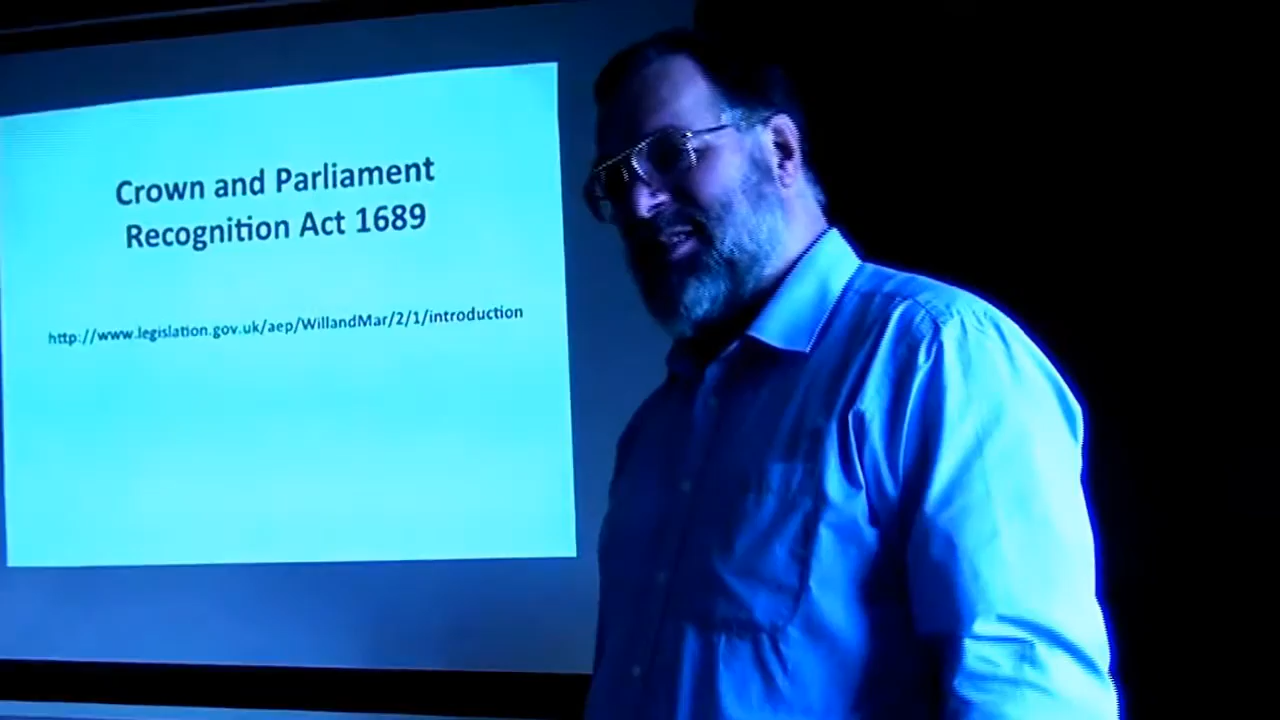 Crown and Parliament
Recognition Act 1689
http://www.legislation.gov.uk/aep/WillandMar/2/1/introduction